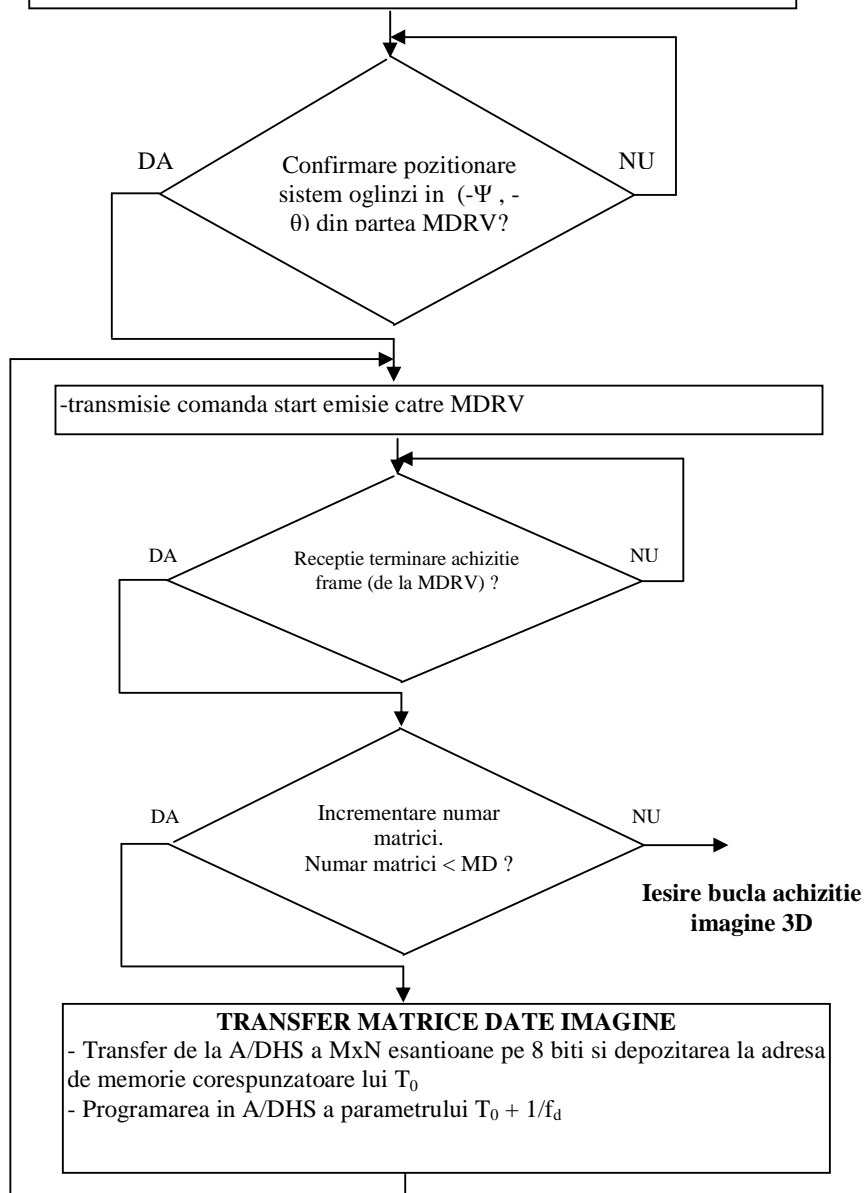 DA
NU
Confirmare pozitionare
sistem oglinzi in (-Ψ , -
θ) din partea MDRV?
-transmisie comanda start emisie catre MDRV
DA
NU
Receptie terminare achizitie
frame (de la MDRV) ?
DA
NU
Incrementare numar
matrici.
Numar matrici < MD ?
Iesire bucla achizitie
imagine 3D
TRANSFER MATRICE DATE IMAGINE
- Transfer de la A/DHS a MxN esantioane pe 8 biti si depozitarea la adresa
de memorie corespunzatoare lui T₀
- Programarea in A/DHS a parametrului T₀ + 1/f_d